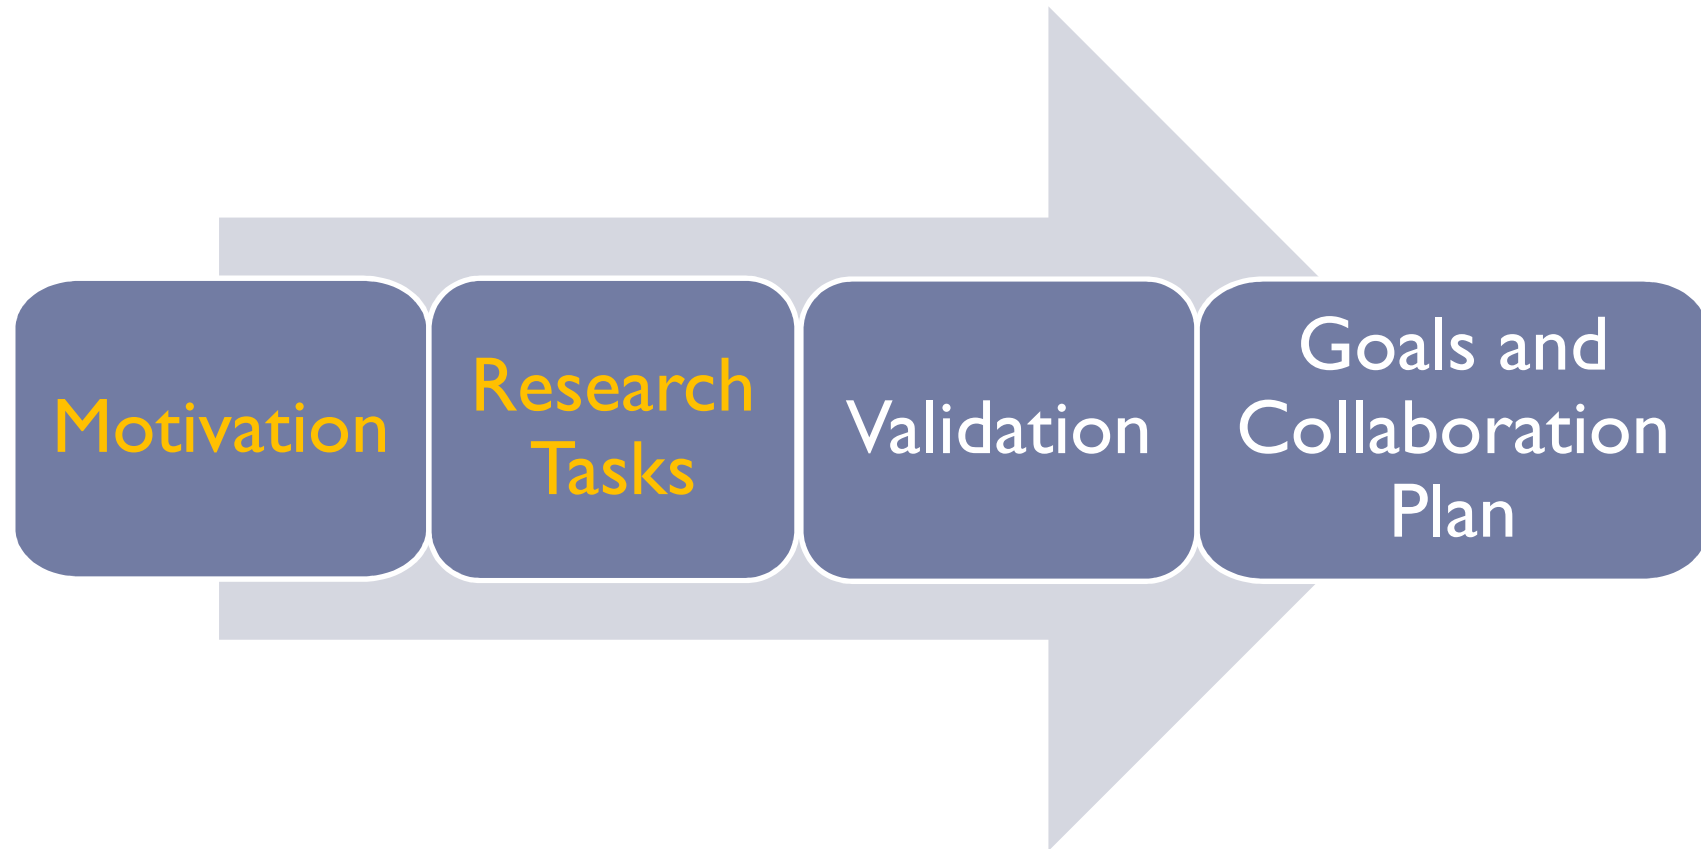 Motivation
Research
Tasks
Validation
Goals and
Collaboration
Plan